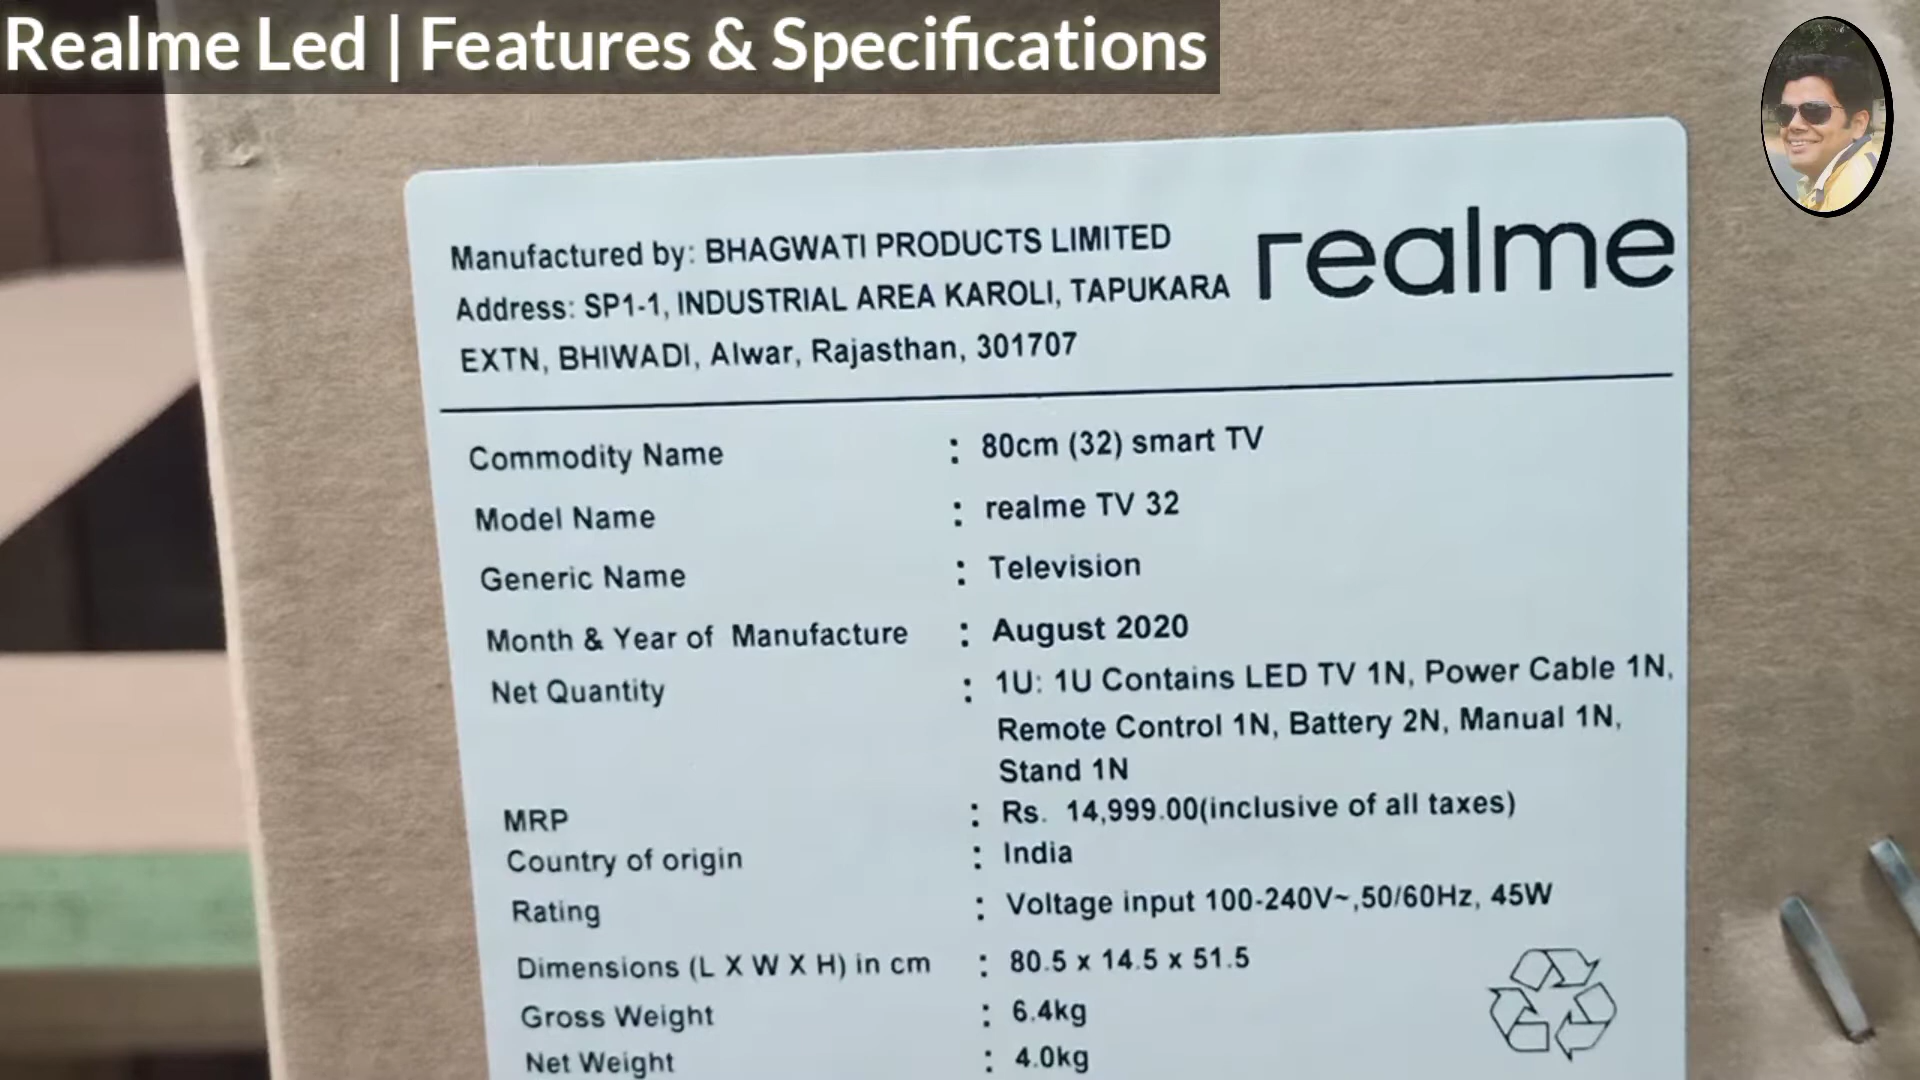 Realme Led | Features & Specifications
Manufactured by: BHAGWATI PRODUCTS LIMITED
realme
Address: SP1-1, INDUSTRIAL AREA KAROLI, TAPUKARA
EXTN, BHIWADI, Alwar, Rajasthan, 301707
Commodity Name : 80cm (32) smart TV
Model Name : realme TV 32
Generic Name : Television
Month & Year of Manufacture : August 2020
Net Quantity : 1U: 1U Contains LED TV 1N, Power Cable 1N,
Remote Control 1N, Battery 2N, Manual 1N,
Stand 1N
MRP : Rs. 14,999.00(inclusive of all taxes)
Country of origin : India
Rating : Voltage input 100-240V~,50/60Hz, 45W
Dimensions (L X W X H) in cm : 80.5 x 14.5 x 51.5
Gross Weight : 6.4kg
Net Weight : 4.0kg